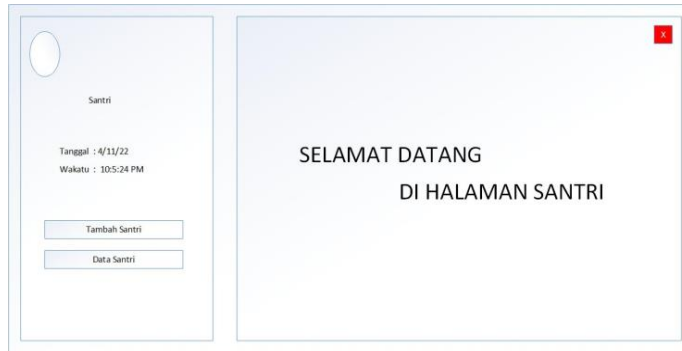 Santri
Tanggal : 4/11/22
Wakatu : 10:5:24 PM
Tambah Santri
Data Santri
X
SELAMAT DATANG
DI HALAMAN SANTRI